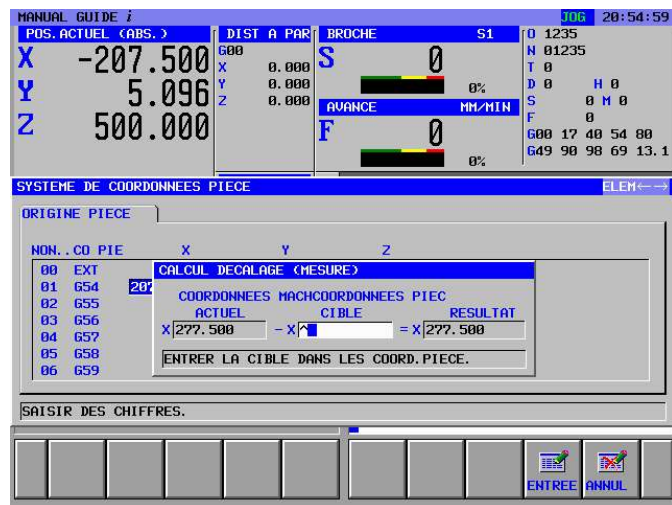 MANUAL GUIDE i JOG 20:54:59
POS.ACTUEL (ABS.) DIST A PAR BROCHE S1 O 1235
X -207.500 G00 S 0 N 01235
X 0.000 T 0
Y 5.096 Y 0.000 0% D 0 H 0
Z 0.000 AVANCE MM/MIN S 0 M 0
Z 500.000 F 0 F 0
G00 17 40 54 80
0% G49 90 98 69 13.1
SYSTEME DE COORDONNEES PIECE ELEM←→
ORIGINE PIECE
NON..CO PIE X Y Z
00 EXT CALCUL DECALAGE (MESURE)
01 G54 207
02 G55 COORDONNEES MACHCOORDONNEES PIEC
03 G56 ACTUEL CIBLE RESULTAT
04 G57 X 277.500 - X ^ = X 277.500
05 G58 ENTRER LA CIBLE DANS LES COORD.PIECE.
06 G59
SAISIR DES CHIFFRES.
ENTREE ANNUL